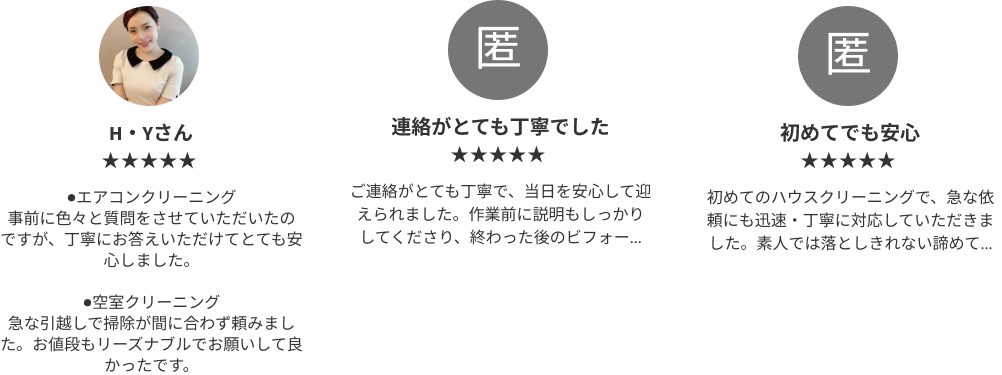 H・Yさん
★★★★★
●エアコンクリーニング
事前に色々と質問をさせていただいたの
ですが、丁寧にお答えいただけてとても安
心しました。
●空室クリーニング
急な引越しで掃除が間に合わず頼みまし
た。お値段もリーズナブルでお願いして良
かったです。
匿
連絡がとても丁寧でした
★★★★★
ご連絡がとても丁寧で、当日を安心して迎
えられました。作業前に説明もしっかり
してくださり、終わった後のビフォー...
匿
初めてでも安心
★★★★★
初めてのハウスクリーニングで、急な依
頼にも迅速・丁寧に対応していただきま
した。素人では落としきれない諦めて...